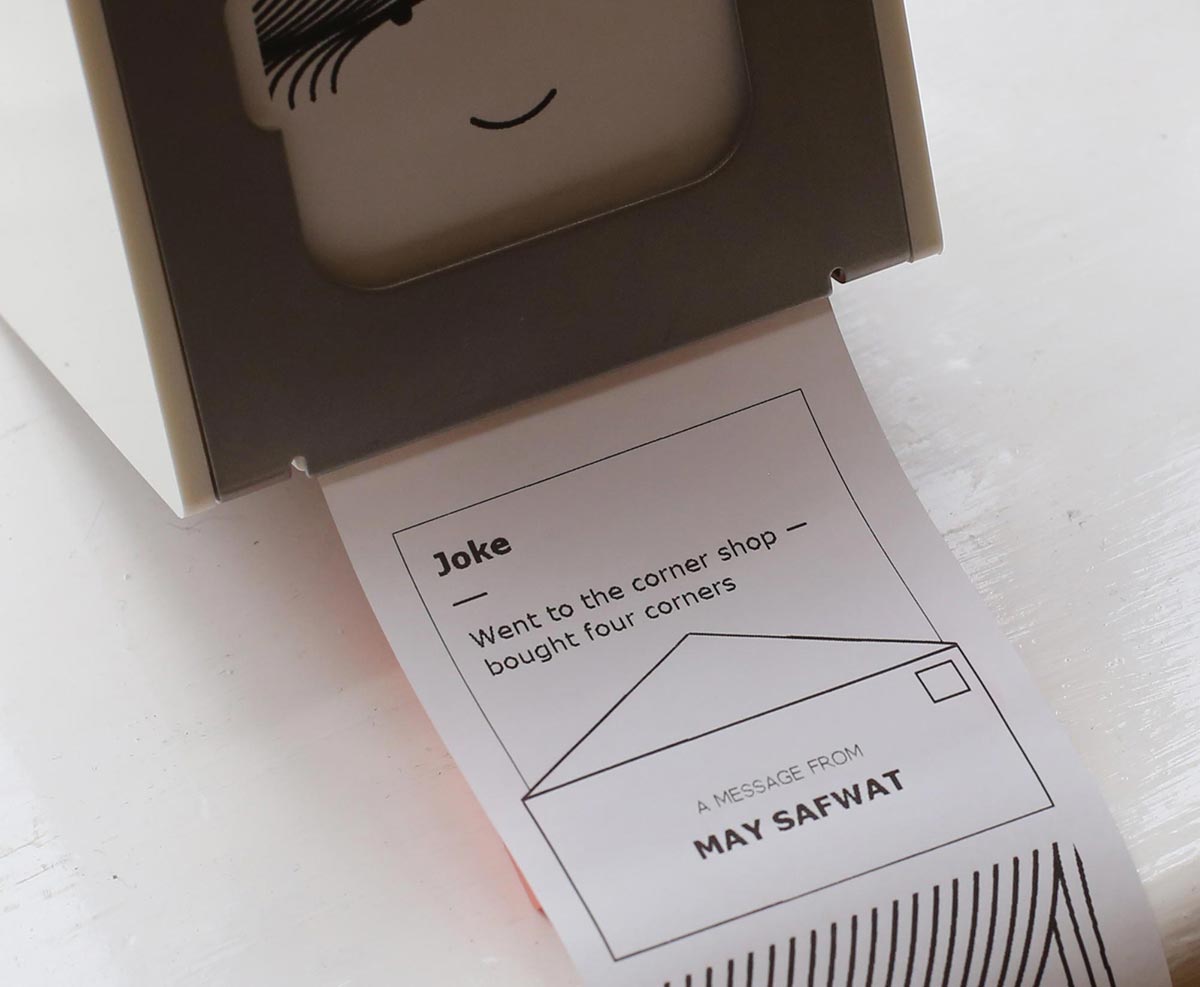 Joke
—
Went to the corner shop —
bought four corners
A MESSAGE FROM
MAY SAFWAT